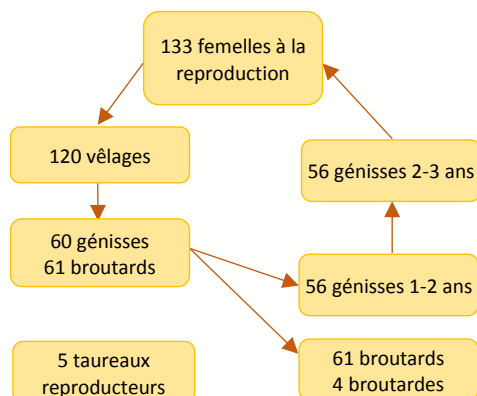 133 femelles à la
reproduction
120 vêlages
56 génisses 2-3 ans
60 génisses
61 broutards
56 génisses 1-2 ans
5 taureaux
reproducteurs
61 broutards
4 broutardes